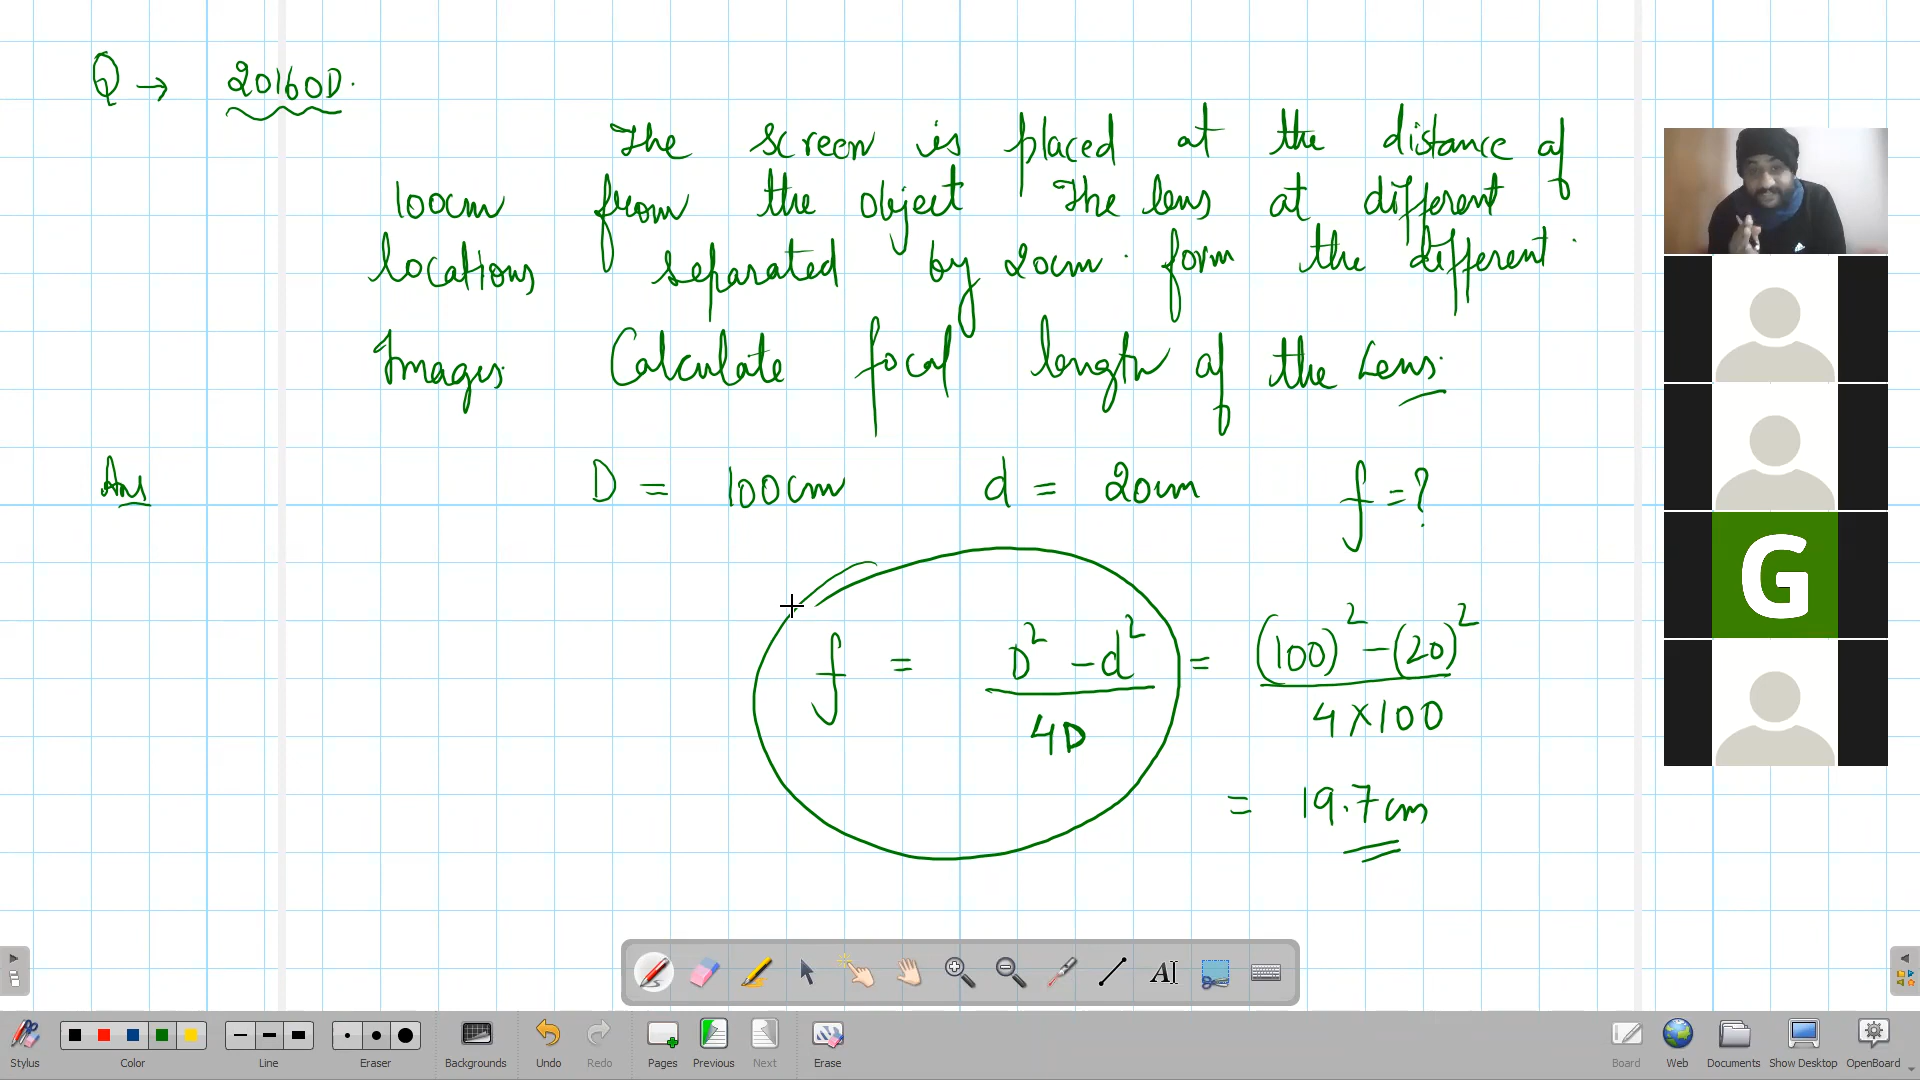 Q → 20160D.
The screen is placed at the distance of
100cm from the object The lens at different
locations separated by 20cm. form the different
Images. Calculate focal length of the Lens.
Ans D = 100cm d = 20cm f = ?
f = D² - d² / 4D = (100)² - (20)² / 4 × 100
= 19.7cm
G
AI
Stylus Color Line Eraser Backgrounds Undo Redo Pages Previous Next Erase Board Web Documents Show Desktop OpenBoard